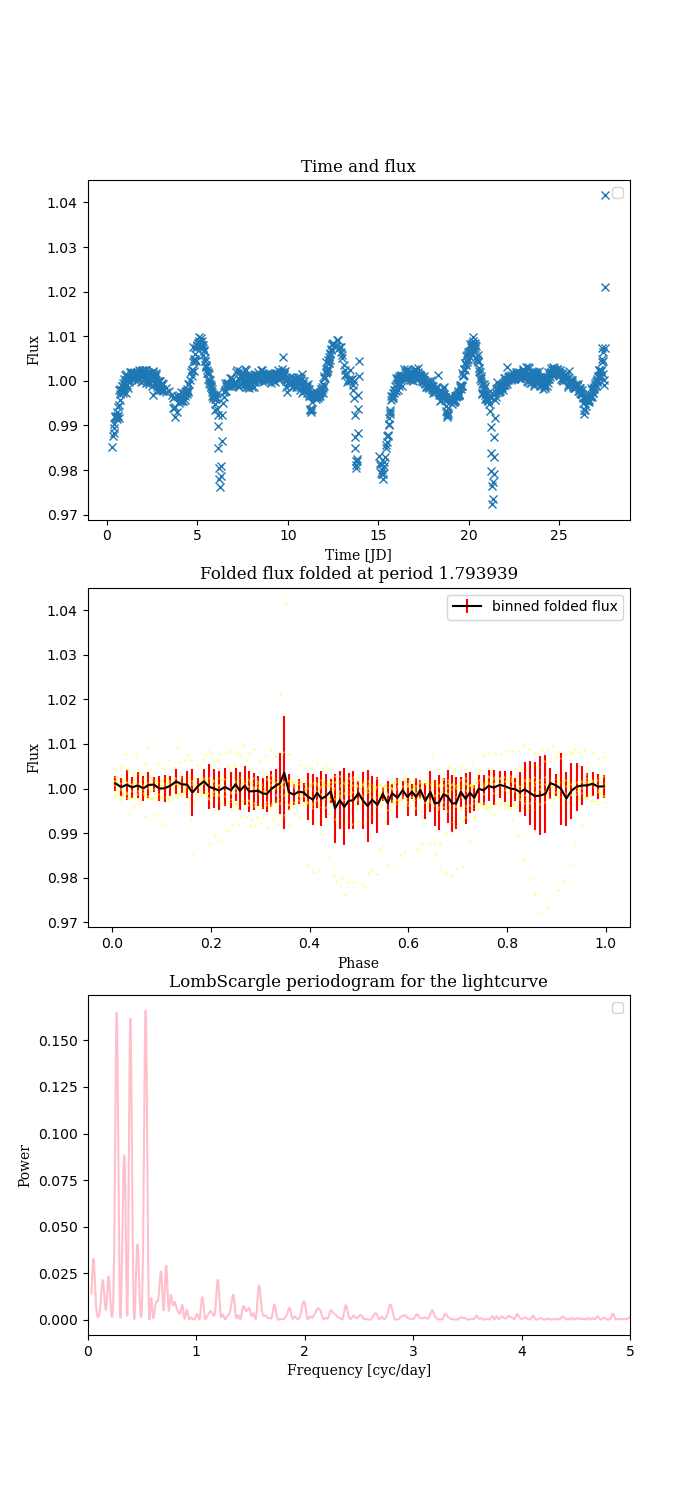 Time and flux
1.04
1.03
1.02
1.01
1.00
0.99
0.98
0.97
Flux
0 5 10 15 20 25
Time [JD]
Folded flux folded at period 1.793939
binned folded flux
1.04
1.03
1.02
1.01
1.00
0.99
0.98
0.97
Flux
0.0 0.2 0.4 0.6 0.8 1.0
Phase
LombScargle periodogram for the lightcurve
0.150
0.125
0.100
0.075
0.050
0.025
0.000
Power
0 1 2 3 4 5
Frequency [cyc/day]